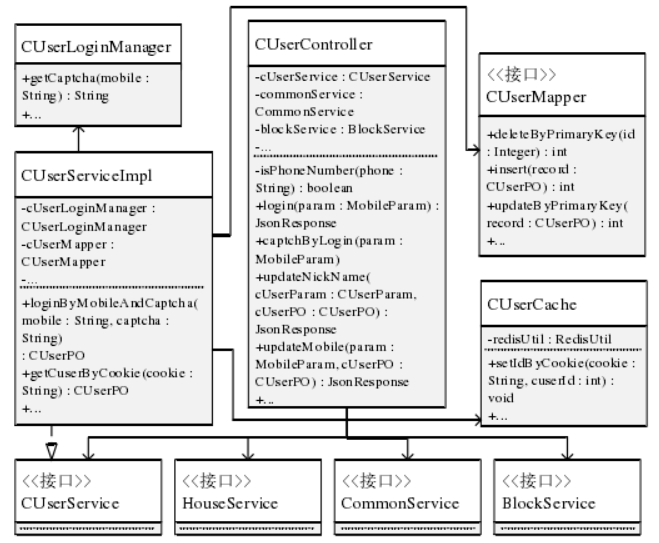 CUserLoginManager
+getCaptcha(mobile :
String) : String
+...
CUserServiceImpl
-cUserLoginManager :
CUserLoginManager
-cUserMapper :
CUserMapper
-...
+loginByMobileAndCaptcha(
mobile : String, captcha :
String)
: CUserPO
+getCuserByCookie(cookie :
String) : CUserPO
+...
CUserController
-cUserService : CUserService
-commonService :
CommonService
-blockService : BlockService
-...
-isPhoneNumber(phone :
String) : boolean
+login(param : MobileParam) :
JsonResponse
+captchByLogin(param :
MobileParam)
+updateNickName(
cUserParam : CUserParam,
cUserPO : CUserPO) :
JsonResponse
+updateMobile(param :
MobileParam, cUserPO :
CUserPO) : JsonResponse
+...
<<接口>>
CUserMapper
+deleteByPrimaryKey(id
: Integer) : int
+insert(record :
CUserPO) : int
+updateByPrimaryKey(
record : CUserPO) : int
+...
CUserCache
-redisUtil : RedisUtil
+setIdByCookie(cookie :
String, cuserId : int) :
void
+...
<<接口>>
CUserService
<<接口>>
HouseService
<<接口>>
CommonService
<<接口>>
BlockService